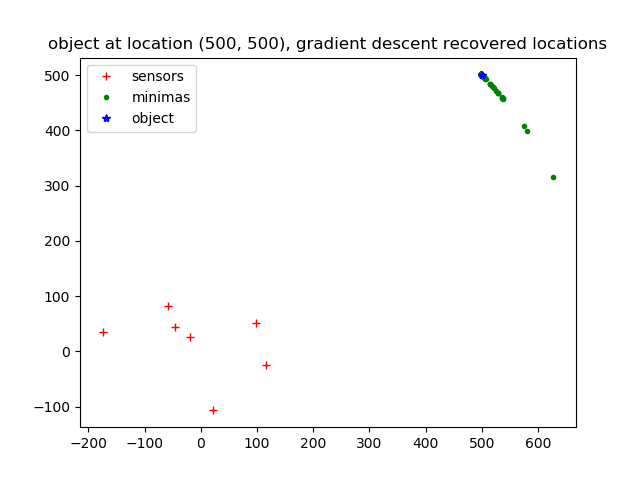 object at location (500, 500), gradient descent recovered locations
sensors
minimas
object
500
400
300
200
100
0
−100
−200 −100 0 100 200 300 400 500 600